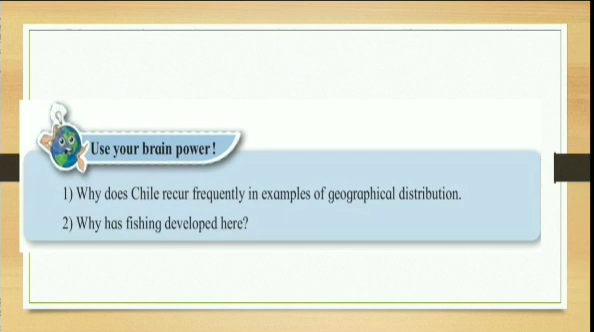 Use your brain power!
1) Why does Chile recur frequently in examples of geographical distribution.
2) Why has fishing developed here?